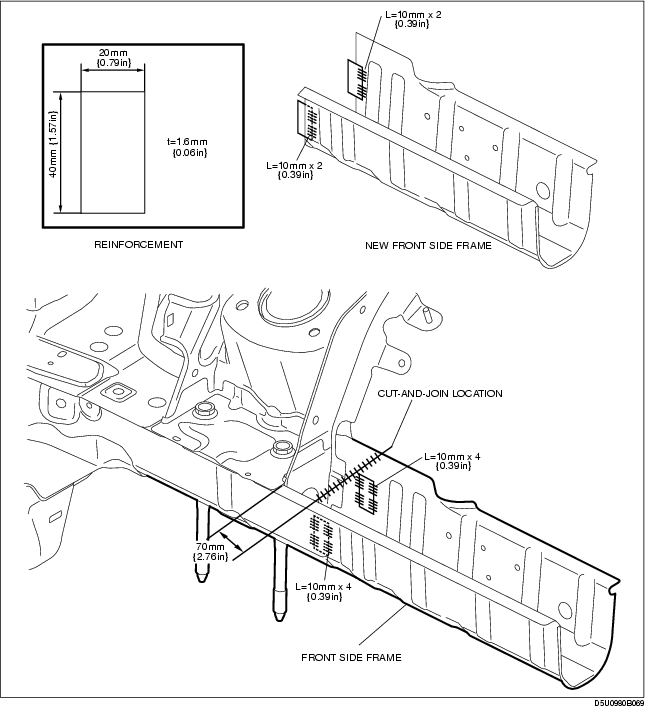 20mm
{0.79in}
40mm {1.57in}
t=1.6mm
{0.06in}
REINFORCEMENT
L=10mm x 2
{0.39in}
L=10mm x 2
{0.39in}
NEW FRONT SIDE FRAME
CUT-AND-JOIN LOCATION
L=10mm x 4
{0.39in}
70mm
{2.76in}
L=10mm x 4
{0.39in}
FRONT SIDE FRAME
D5U0980B069